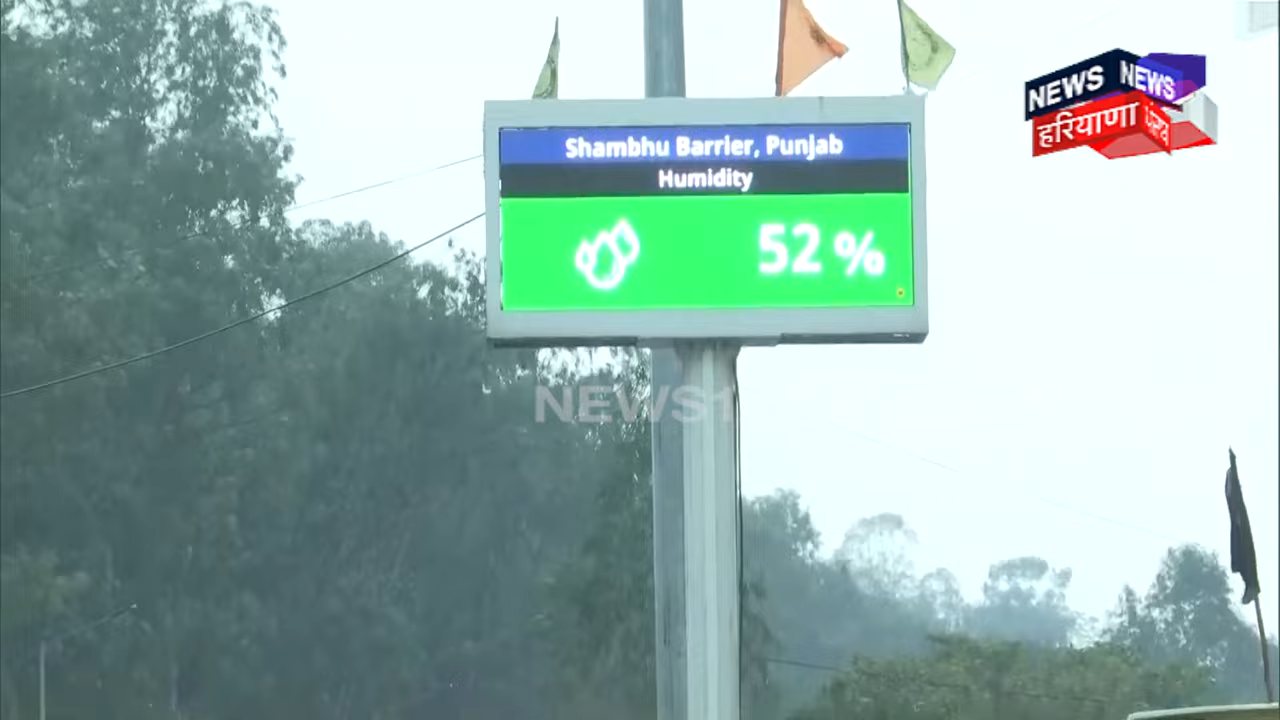 Shambhu Barrier, Punjab
Humidity
52 %
NEWS NEWS
हरियाणा
NEWS1